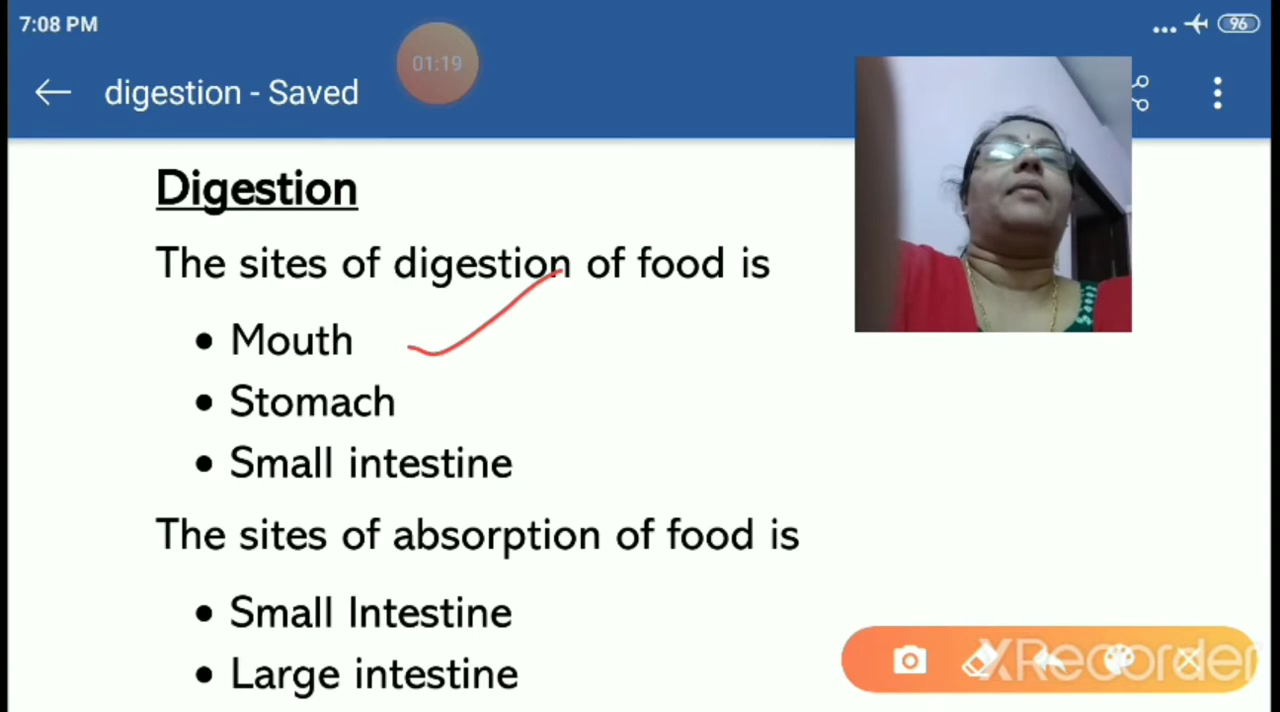 7:08 PM
96
01:19
digestion - Saved
Digestion
The sites of digestion of food is
• Mouth
• Stomach
• Small intestine
The sites of absorption of food is
• Small Intestine
• Large intestine
XRecorder